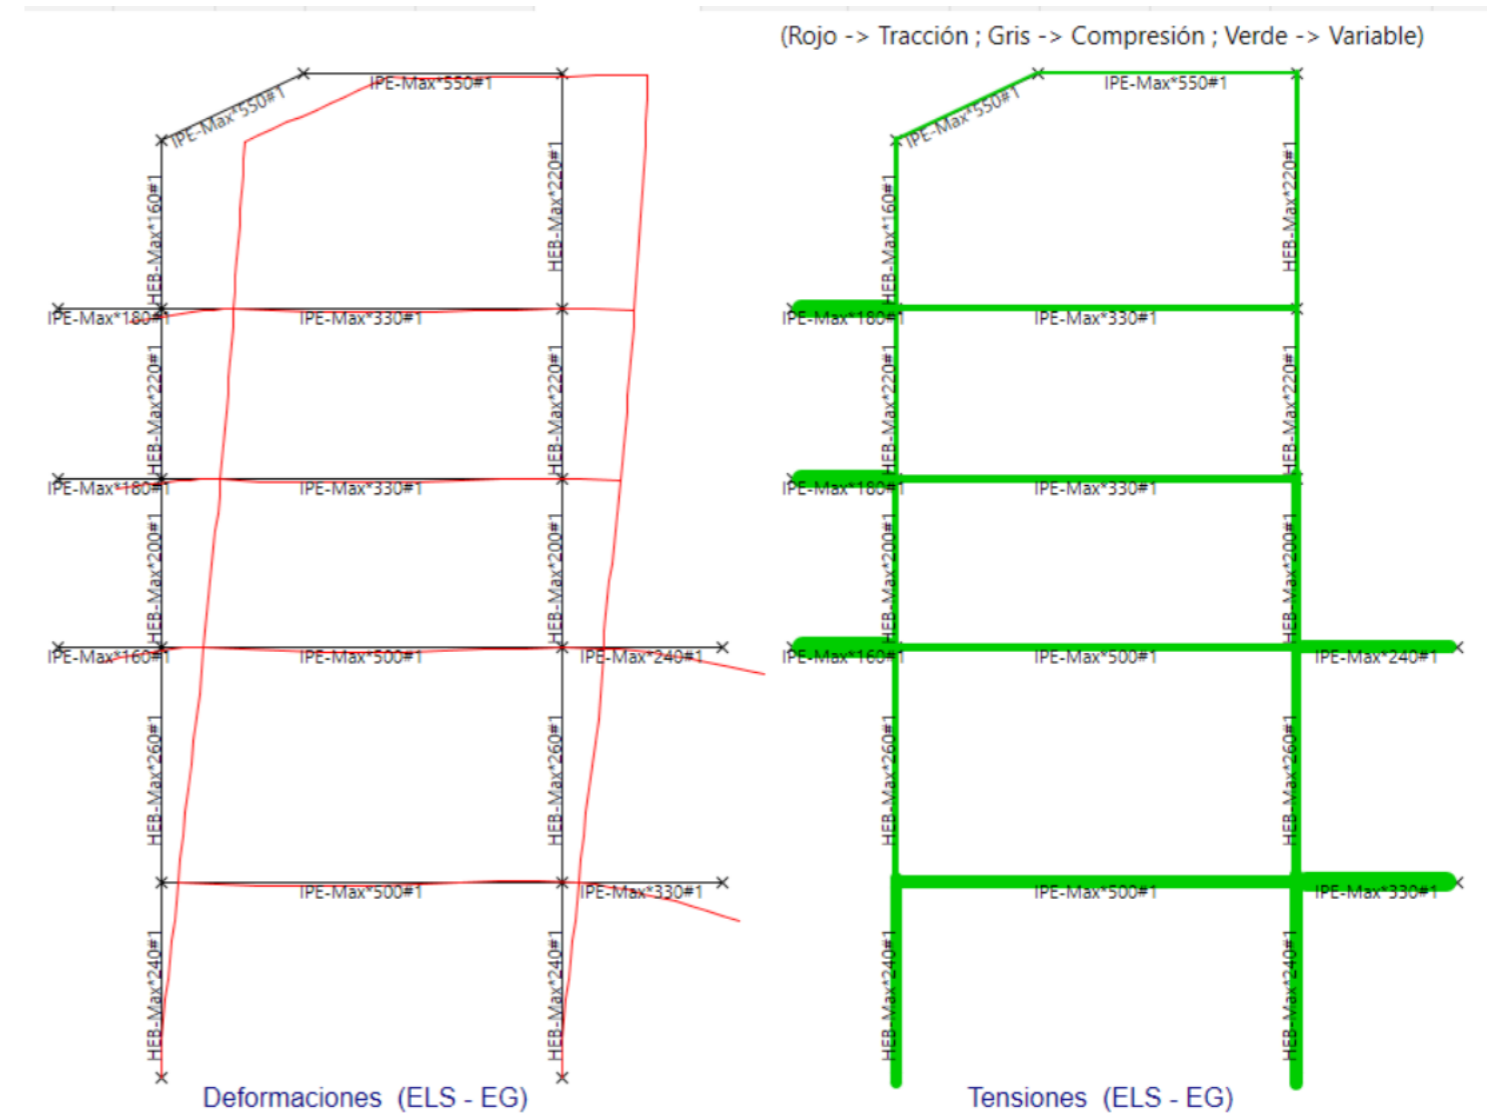 (Rojo -> Tracción ; Gris -> Compresión ; Verde -> Variable)
IPE-Max*550#1
IPE-Max*550#1
HEB-Max*160#1
HEB-Max*220#1
IPE-Max*180#1
IPE-Max*330#1
HEB-Max*220#1
HEB-Max*220#1
IPE-Max*180#1
IPE-Max*330#1
HEB-Max*200#1
HEB-Max*200#1
IPE-Max*160#1
IPE-Max*500#1
IPE-Max*240#1
HEB-Max*260#1
HEB-Max*260#1
IPE-Max*500#1
IPE-Max*330#1
HEB-Max*240#1
HEB-Max*240#1
Deformaciones (ELS - EG)
IPE-Max*550#1
IPE-Max*550#1
HEB-Max*160#1
HEB-Max*220#1
IPE-Max*180#1
IPE-Max*330#1
HEB-Max*220#1
HEB-Max*220#1
IPE-Max*180#1
IPE-Max*330#1
HEB-Max*200#1
HEB-Max*200#1
IPE-Max*160#1
IPE-Max*500#1
IPE-Max*240#1
HEB-Max*260#1
HEB-Max*260#1
IPE-Max*500#1
IPE-Max*330#1
HEB-Max*240#1
HEB-Max*240#1
Tensiones (ELS - EG)